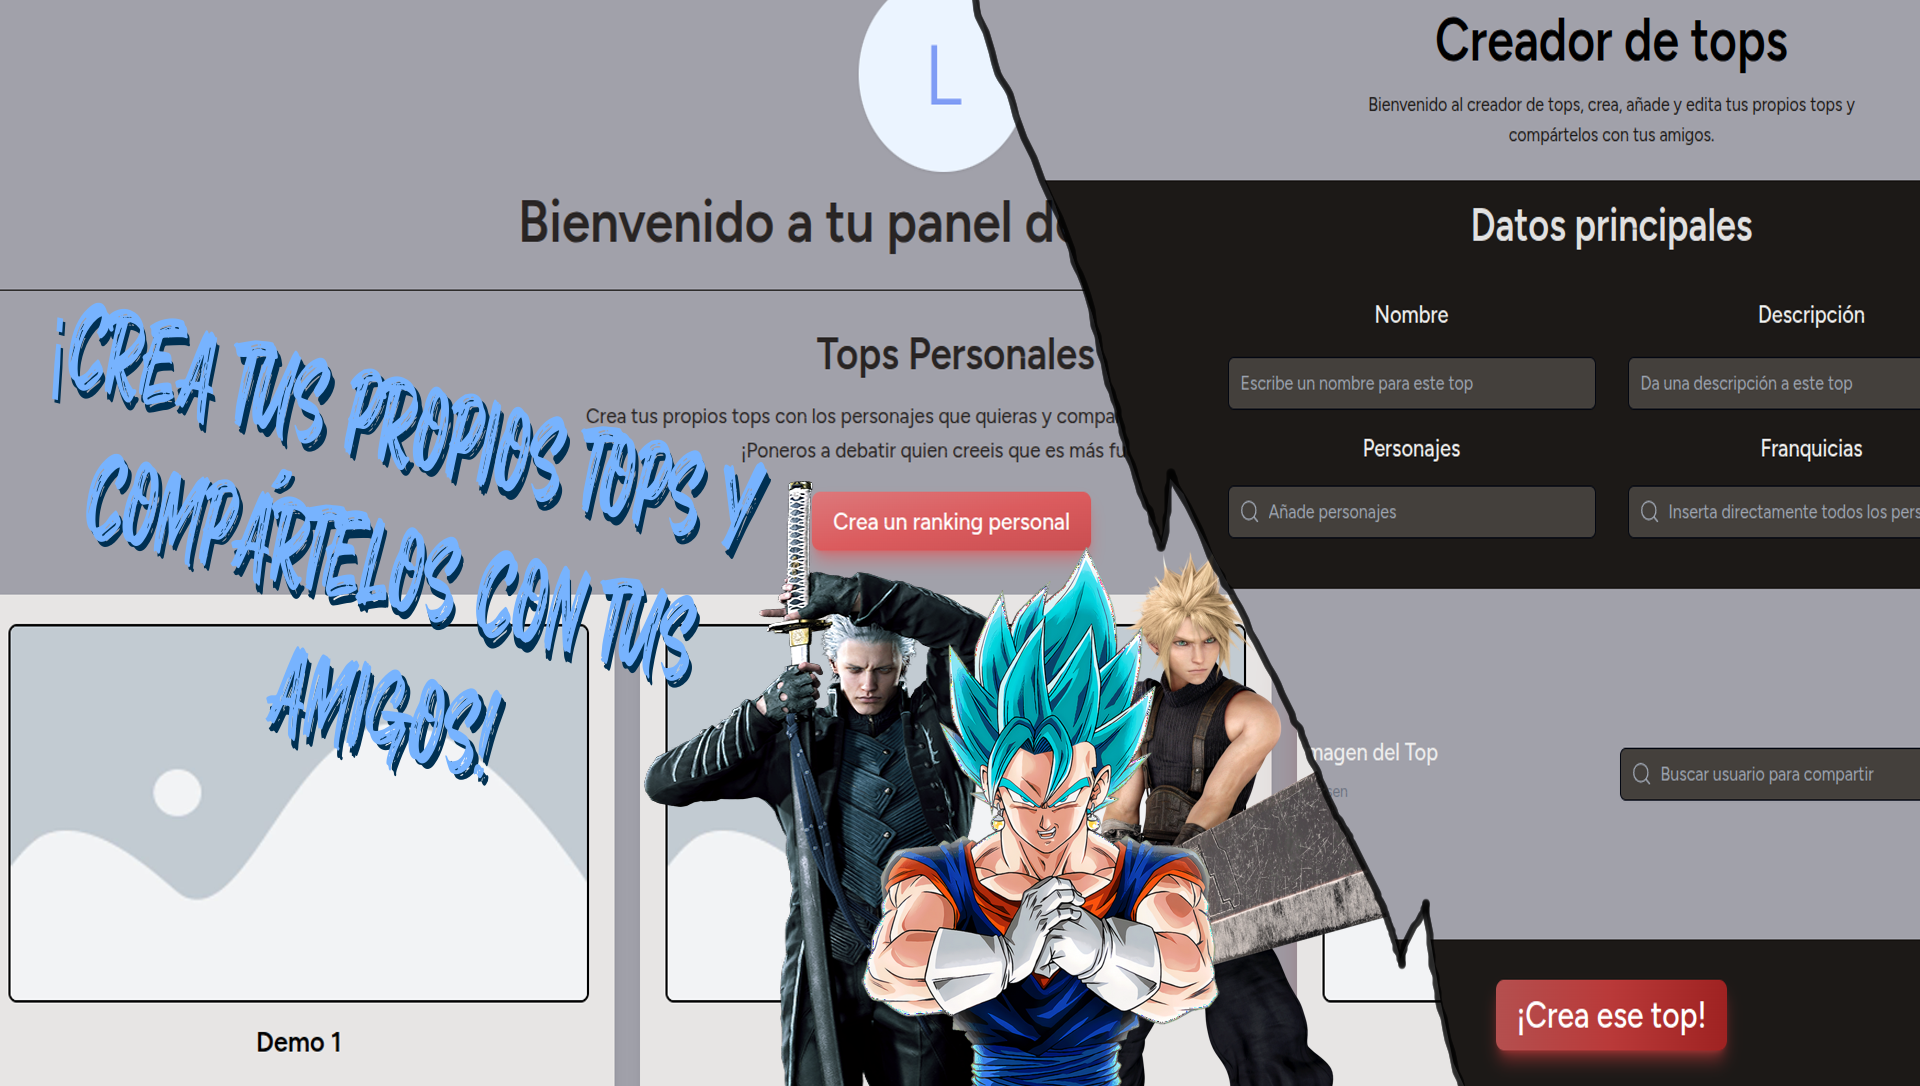 L
Bienvenido a tu panel de
Tops Personales
Crea tus propios tops con los personajes que quieras y compa
¡Poneros a debatir quien creeis que es más fu
Crea un ranking personal
¡CREA TUS PROPIOS TOPS Y
COMPÁRTELOS CON TUS
AMIGOS!
Demo 1
Creador de tops
Bienvenido al creador de tops, crea, añade y edita tus propios tops y
compártelos con tus amigos.
Datos principales
Nombre
Descripción
Escribe un nombre para este top
Da una descripción a este top
Personajes
Franquicias
Añade personajes
Inserta directamente todos los pers
magen del Top
sen
Buscar usuario para compartir
¡Crea ese top!